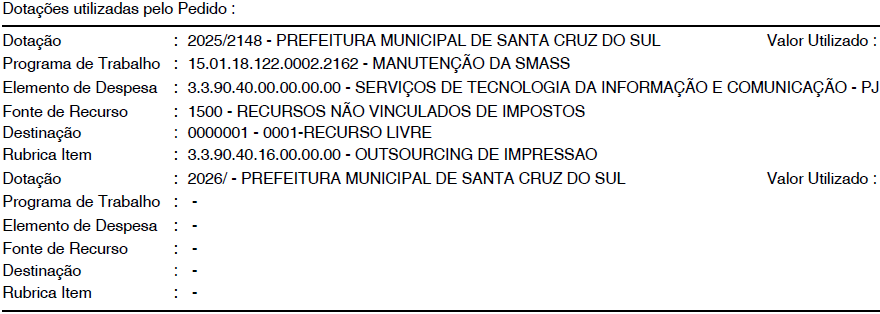 Dotações utilizadas pelo Pedido :
Dotação : 2025/2148 - PREFEITURA MUNICIPAL DE SANTA CRUZ DO SUL Valor Utilizado :
Programa de Trabalho : 15.01.18.122.0002.2162 - MANUTENÇÃO DA SMASS
Elemento de Despesa : 3.3.90.40.00.00.00.00 - SERVIÇOS DE TECNOLOGIA DA INFORMAÇÃO E COMUNICAÇÃO - PJ
Fonte de Recurso : 1500 - RECURSOS NÃO VINCULADOS DE IMPOSTOS
Destinação : 0000001 - 0001-RECURSO LIVRE
Rubrica Item : 3.3.90.40.16.00.00.00 - OUTSOURCING DE IMPRESSAO
Dotação : 2026/ - PREFEITURA MUNICIPAL DE SANTA CRUZ DO SUL Valor Utilizado :
Programa de Trabalho : -
Elemento de Despesa : -
Fonte de Recurso : -
Destinação : -
Rubrica Item : -